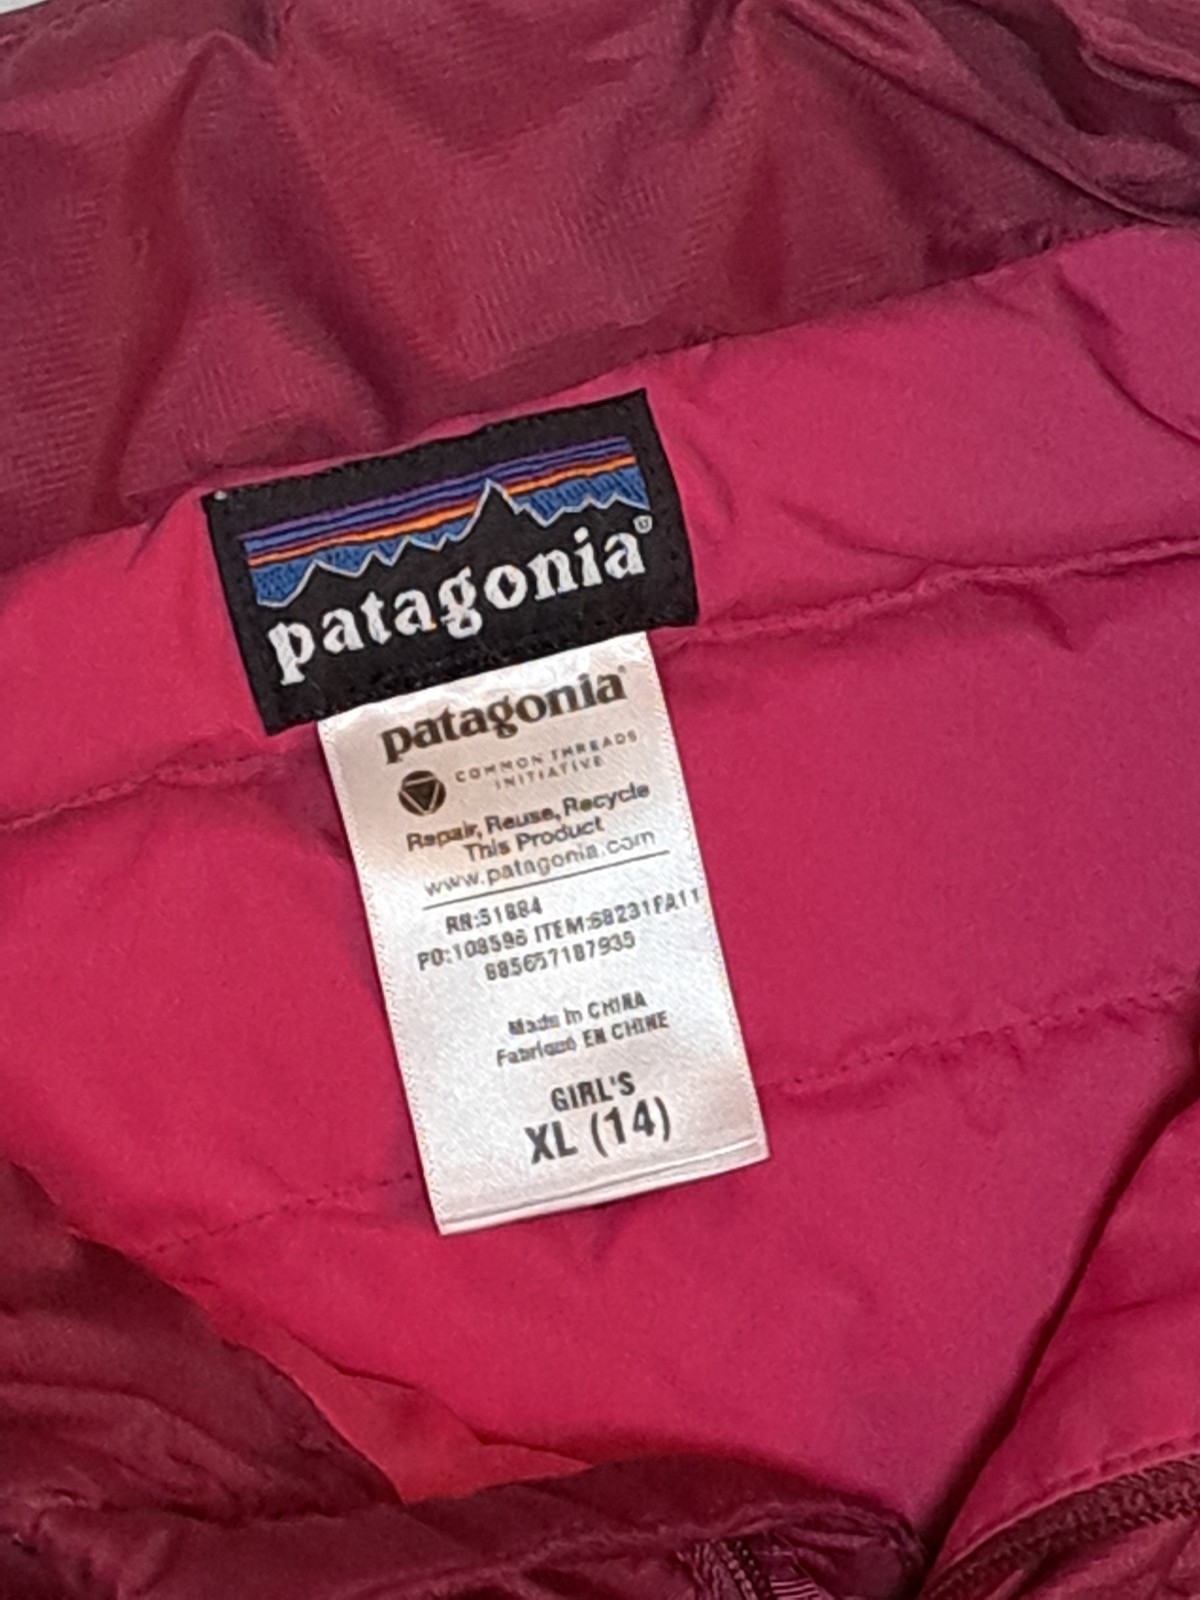 patagonia®
patagonia®
COMMON THREADS
INITIATIVE
Repair, Reuse, Recycle
This Product
www.patagonia.com
RN:51884
PO:108596 ITEM:68231FA11
885657187935
Made in CHINA
Fabriqué EN CHINE
GIRL'S
XL (14)